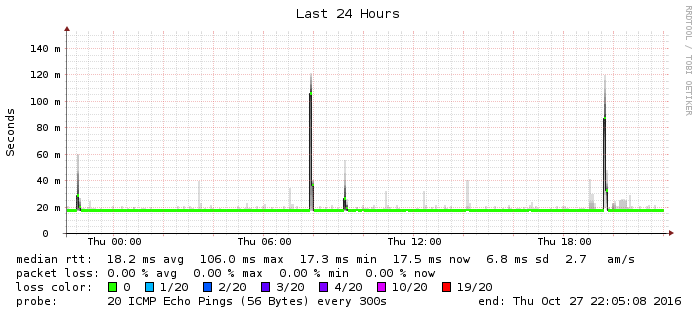 Last 24 Hours
RRDTOOL / TOBI OETIKER
Seconds
140 m
120 m
100 m
80 m
60 m
40 m
20 m
0
Thu 00:00 Thu 06:00 Thu 12:00 Thu 18:00
median rtt: 18.2 ms avg 106.0 ms max 17.3 ms min 17.5 ms now 6.8 ms sd 2.7 am/s
packet loss: 0.00 % avg 0.00 % max 0.00 % min 0.00 % now
loss color: 0 1/20 2/20 3/20 4/20 10/20 19/20
probe: 20 ICMP Echo Pings (56 Bytes) every 300s end: Thu Oct 27 22:05:08 2016